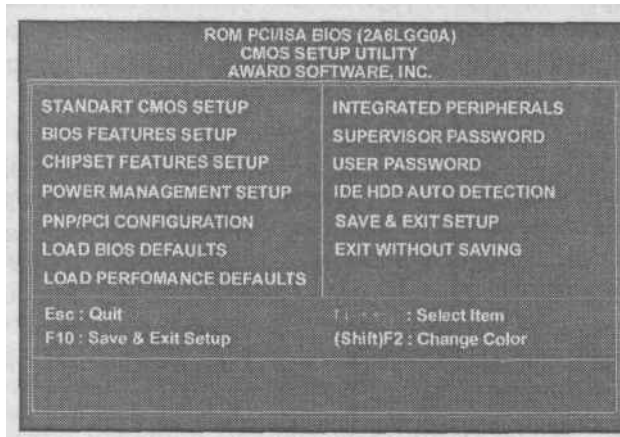 ROM PCI/ISA BIOS (2A6LGG0A)
CMOS SETUP UTILITY
AWARD SOFTWARE, INC.
STANDART CMOS SETUP
BIOS FEATURES SETUP
CHIPSET FEATURES SETUP
POWER MANAGEMENT SETUP
PNP/PCI CONFIGURATION
LOAD BIOS DEFAULTS
LOAD PERFOMANCE DEFAULTS
INTEGRATED PERIPHERALS
SUPERVISOR PASSWORD
USER PASSWORD
IDE HDD AUTO DETECTION
SAVE & EXIT SETUP
EXIT WITHOUT SAVING
Esc : Quit
F10 : Save & Exit Setup
: Select Item
(Shift)F2 : Change Color